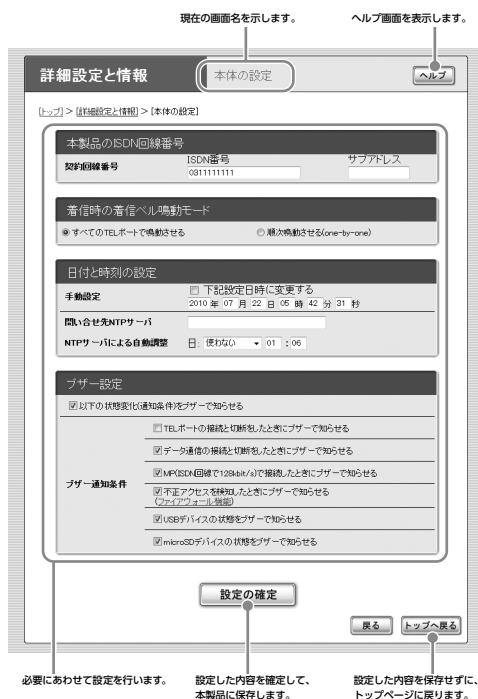 現在の画面名を示します。 ヘルプ画面を表示します。
詳細設定と情報 本体の設定 ヘルプ
[トップ] > [詳細設定と情報] > [本体の設定]
本製品のISDN回線番号
ISDN番号 サブアドレス
契約回線番号 0311111111
着信時の着信ベル鳴動モード
すべてのTELポートで鳴動させる 順次鳴動させる(one-by-one)
日付と時刻の設定
下記設定日時に変更する
手動設定 2010 年 07 月 22 日 05 時 42 分 31 秒
問い合せ先NTPサーバ
NTPサーバによる自動調整 日: 使わない 01 : 06
ブザー設定
以下の状態変化(通知条件)をブザーで知らせる
TELポートの接続と切断をしたときにブザーで知らせる
データ通信の接続と切断をしたときにブザーで知らせる
ブザー通知条件 MP(ISDN回線で128kbit/s)で接続したときにブザーで知らせる
不正アクセスを検知したときにブザーで知らせる
(ファイアウォール機能)
USBデバイスの状態をブザーで知らせる
microSDデバイスの状態をブザーで知らせる
設定の確定
戻る トップへ戻る
必要にあわせて設定を行います。 設定した内容を確定して、 設定した内容を保存せずに、
本製品に保存します。 トップページに戻ります。